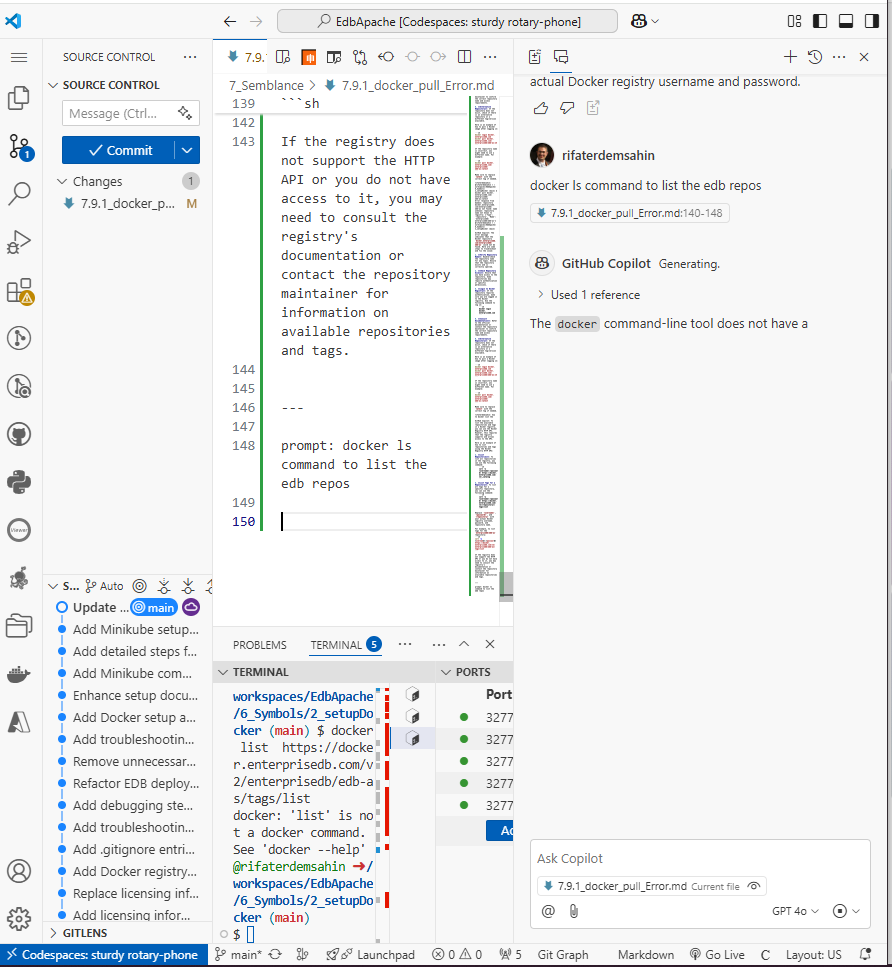 EdbApache [Codespaces: sturdy rotary-phone]
SOURCE CONTROL
SOURCE CONTROL
Message (Ctrl...
Commit
Changes
1
7.9.1_docker_p...
M
1
Viewer
S...
Auto
Update ...
main
Add Minikube setup...
Add detailed steps f...
Add Minikube com...
Enhance setup docu...
Add Docker setup a...
Add troubleshootin...
Remove unnecessar...
Refactor EDB deploy...
Add debugging ste...
Add troubleshootin...
Add .gitignore entri...
Add Docker registry...
Replace licensing inf...
Add licensing infor...
GITLENS
7.9.
7_Semblance > 7.9.1_docker_pull_Error.md
139 ```sh
142
143 If the registry does
not support the HTTP
API or you do not have
access to it, you may
need to consult the
registry's
documentation or
contact the repository
maintainer for
information on
available repositories
and tags.
144
145
146 ---
147
148 prompt: docker ls
command to list the
edb repos
149
150
PROBLEMS
TERMINAL
5
TERMINAL
workspaces/EdbApache
/6_Symbols/2_setupDo
cker (main) $ docker
list https://docke
r.enterprisedb.com/v
2/enterprisedb/edb-a
s/tags/list
docker: 'list' is no
t a docker command.
See 'docker --help'
@rifaterdemsahin ➜ /
workspaces/EdbApache
/6_Symbols/2_setupDo
cker (main)
$
PORTS
Port
3277
3277
3277
3277
3277
Ad
actual Docker registry username and password.
rifaterdemsahin
docker ls command to list the edb repos
7.9.1_docker_pull_Error.md:140-148
GitHub Copilot Generating.
Used 1 reference
The docker command-line tool does not have a
Ask Copilot
7.9.1_docker_pull_Error.md Current file
@
GPT 4o
Codespaces: sturdy rotary-phone
main*
Launchpad
0
0
5
Git Graph
Markdown
Go Live
C
Layout: US